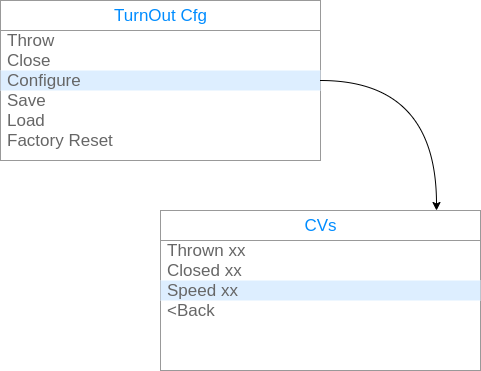 TurnOut Cfg
Throw
Close
Configure
Save
Load
Factory Reset
CVs
Thrown xx
Closed xx
Speed xx
<Back